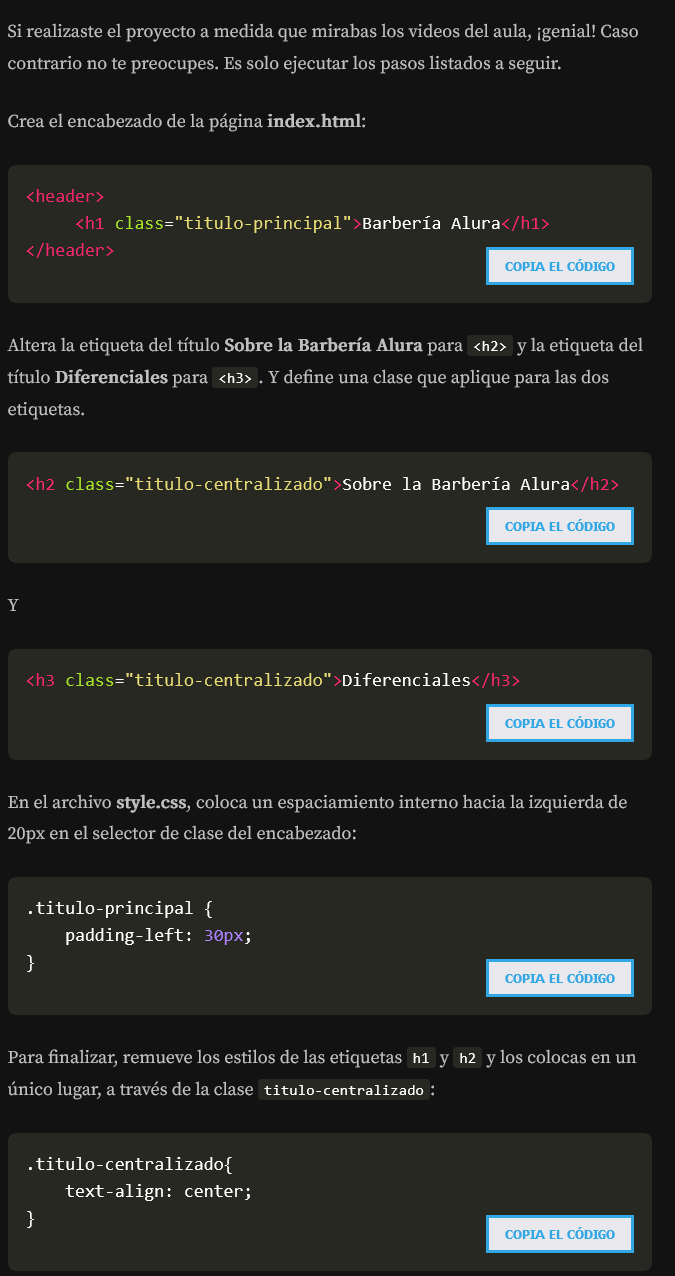 Si realizaste el proyecto a medida que mirabas los videos del aula, ¡genial! Caso
contrario no te preocupes. Es solo ejecutar los pasos listados a seguir.
Crea el encabezado de la página index.html:
<header>
     <h1 class="titulo-principal">Barbería Alura</h1>
</header>
COPIA EL CÓDIGO
Altera la etiqueta del título Sobre la Barbería Alura para <h2> y la etiqueta del
título Diferenciales para <h3>. Y define una clase que aplique para las dos
etiquetas.
<h2 class="titulo-centralizado">Sobre la Barbería Alura</h2>
COPIA EL CÓDIGO
Y
<h3 class="titulo-centralizado">Diferenciales</h3>
COPIA EL CÓDIGO
En el archivo style.css, coloca un espaciamiento interno hacia la izquierda de
20px en el selector de clase del encabezado:
.titulo-principal {
    padding-left: 30px;
}
COPIA EL CÓDIGO
Para finalizar, remueve los estilos de las etiquetas h1 y h2 y los colocas en un
único lugar, a través de la clase titulo-centralizado:
.titulo-centralizado{
    text-align: center;
}
COPIA EL CÓDIGO